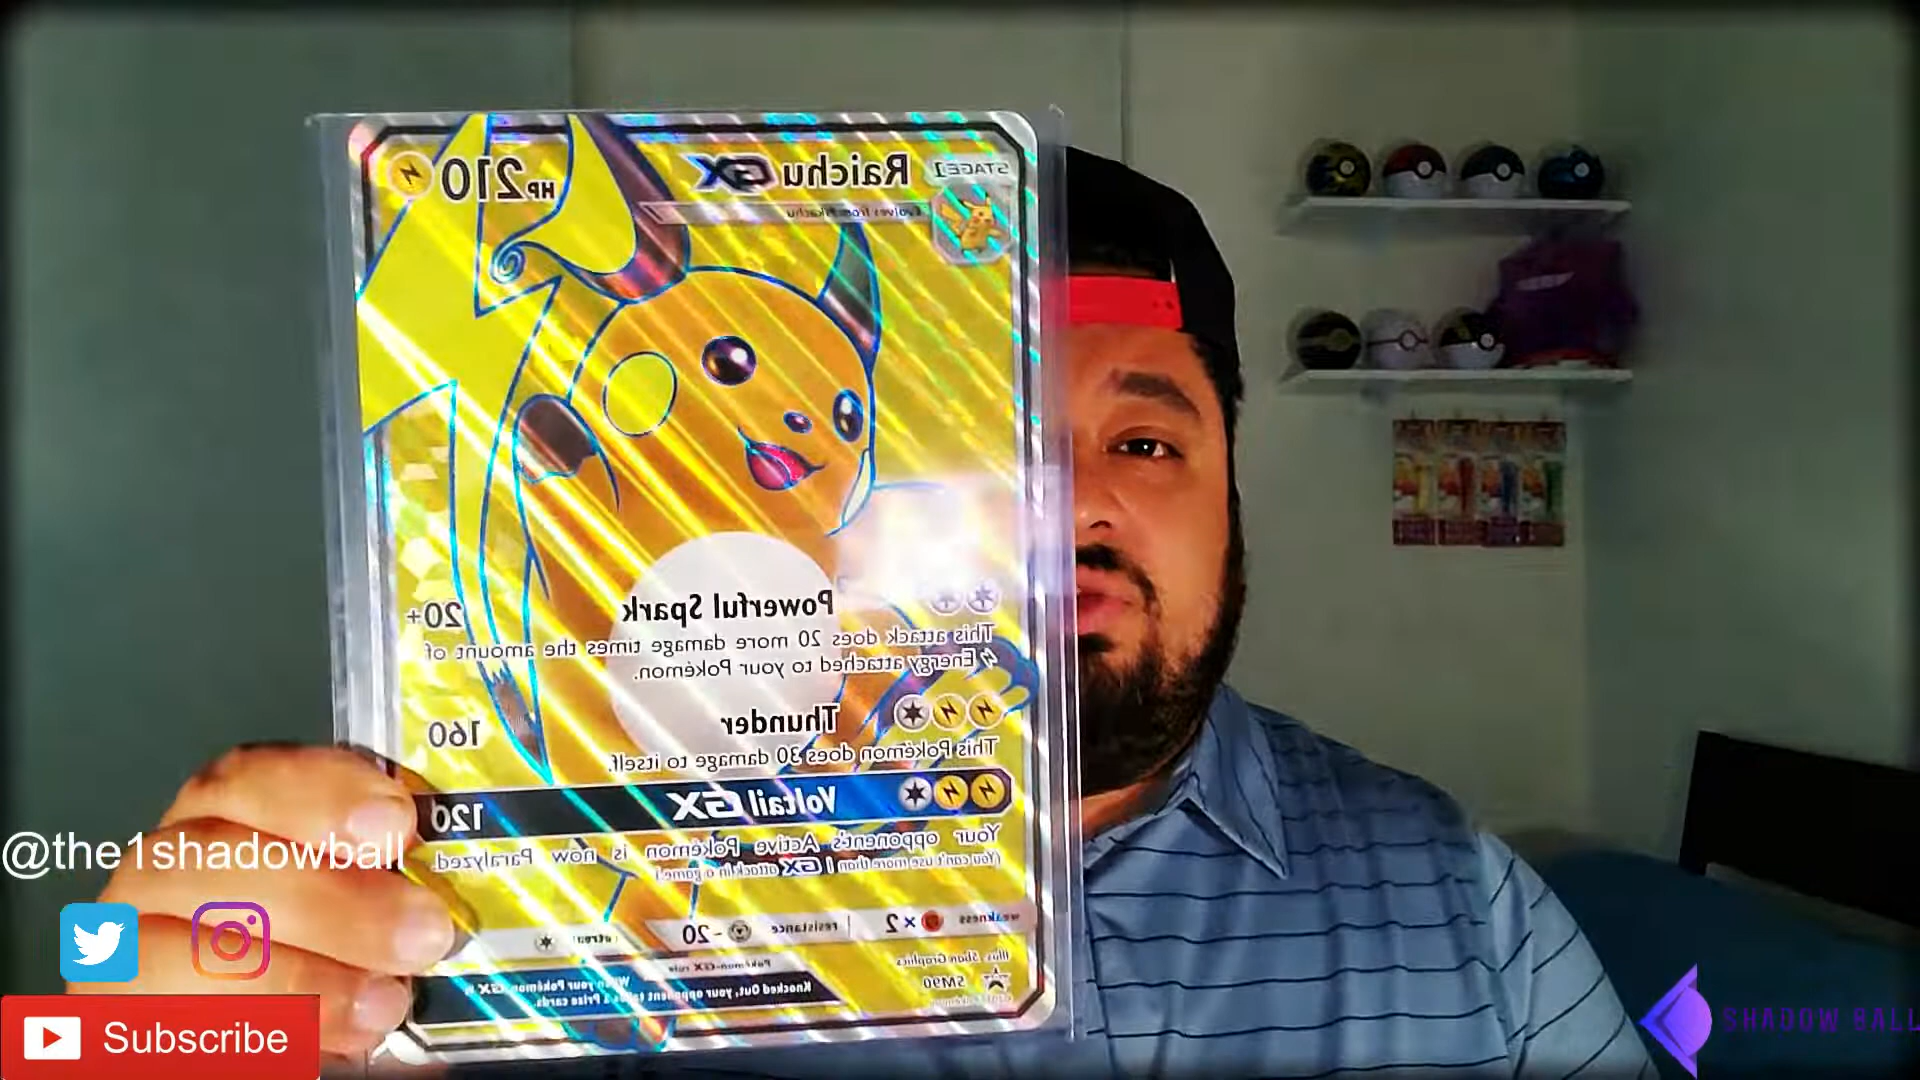 STAGE1 Raichu GX HP210
Evolves from Pikachu
Powerful Spark 20+
This attack does 20 more damage times the amount of
Energy attached to your Pokémon.
Thunder 160
This Pokémon does 30 damage to itself.
Voltail GX 120
Your opponent's Active Pokémon is now Paralyzed.
(You can't use more than 1 GX attack in a game.)
weakness ×2 resistance -20 retreat
Illus. Shin Graphics
Pokémon-GX rule
SM90
When your Pokémon-GX is
Knocked Out, your opponent takes 2 Prize cards.
@the1shadowball
Subscribe
SHADOW BALL